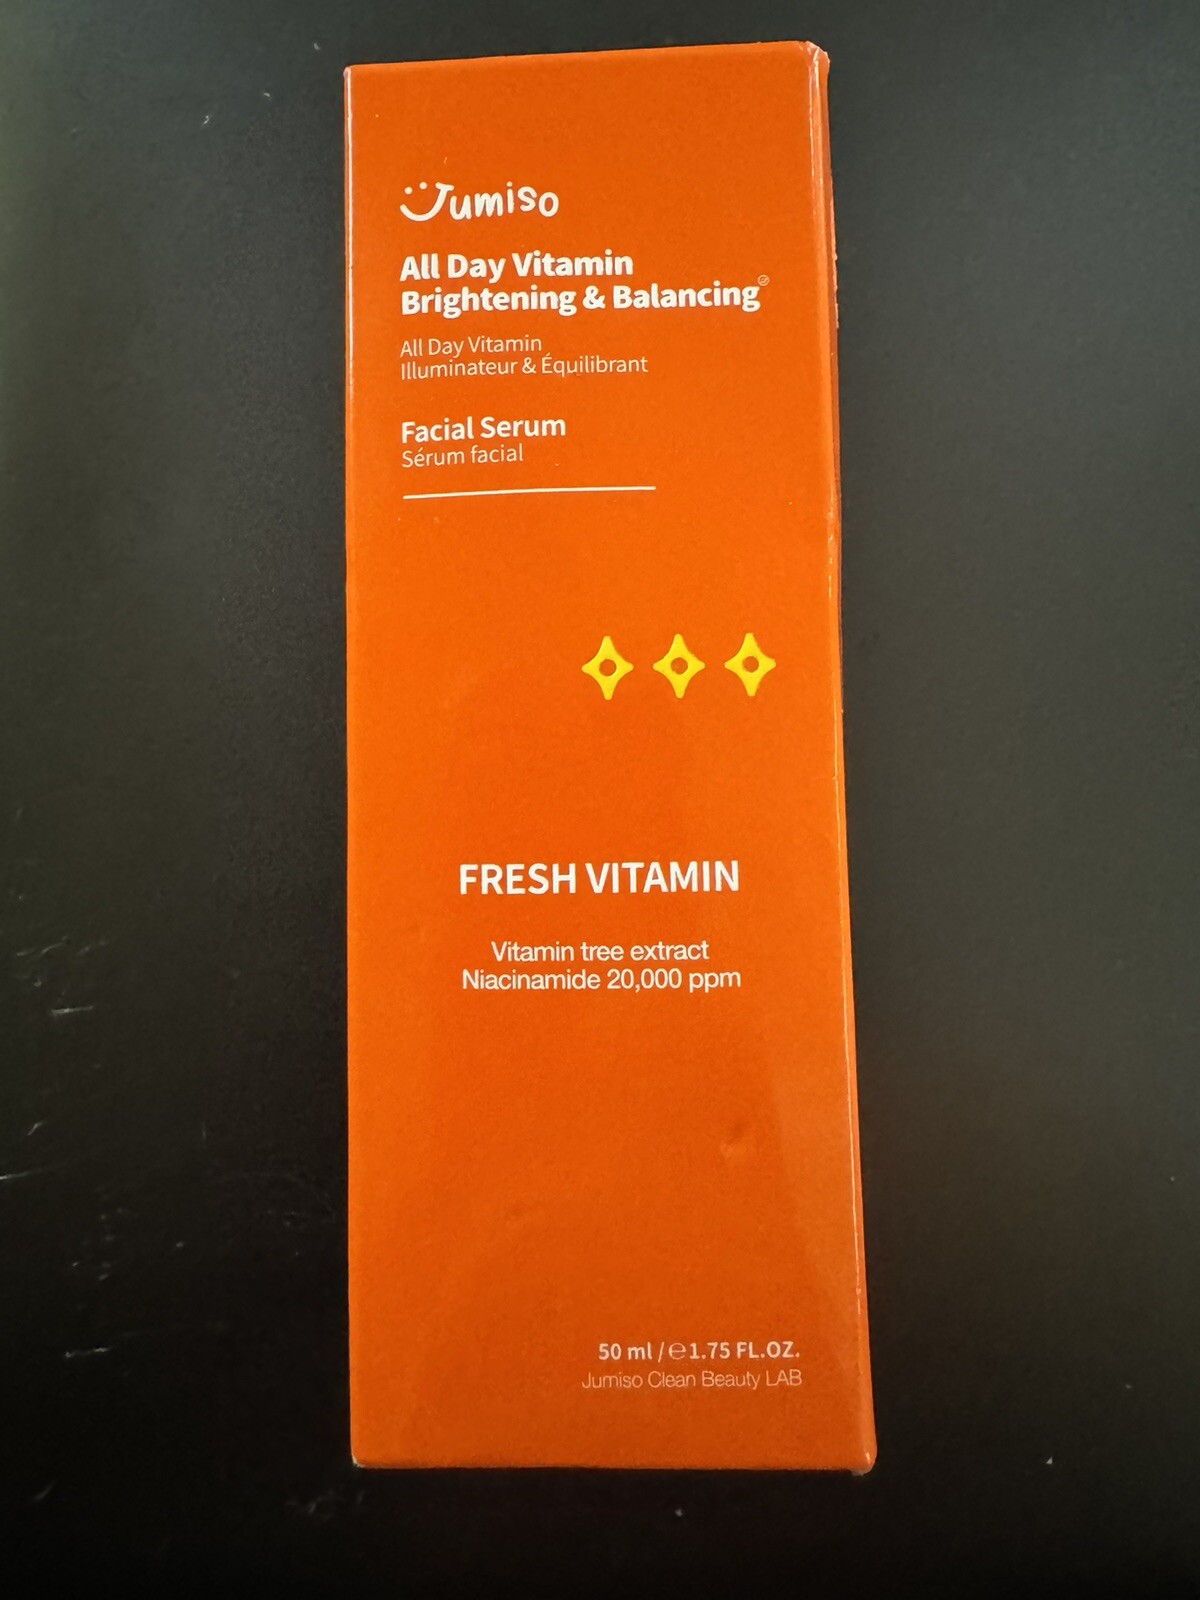 Jumiso
All Day Vitamin
Brightening & Balancing
All Day Vitamin
Illuminateur & Équilibrant
Facial Serum
Sérum facial
FRESH VITAMIN
Vitamin tree extract
Niacinamide 20,000 ppm
50 ml / ℮ 1.75 FL.OZ.
Jumiso Clean Beauty LAB